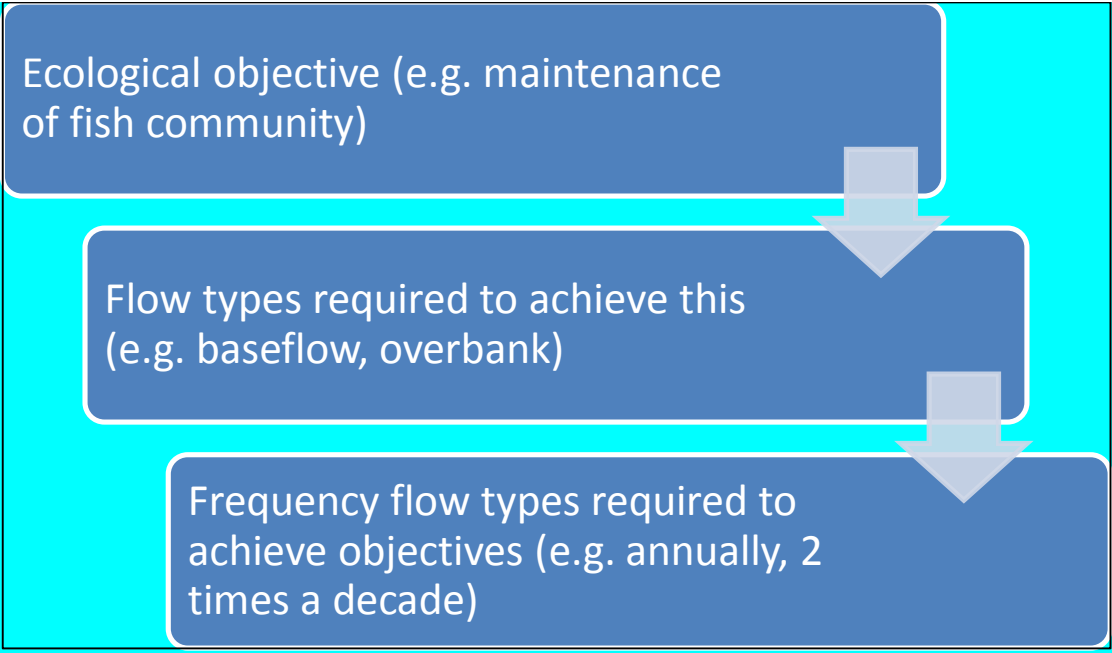 Ecological objective (e.g. maintenance
of fish community)
Flow types required to achieve this
(e.g. baseflow, overbank)
Frequency flow types required to
achieve objectives (e.g. annually, 2
times a decade)